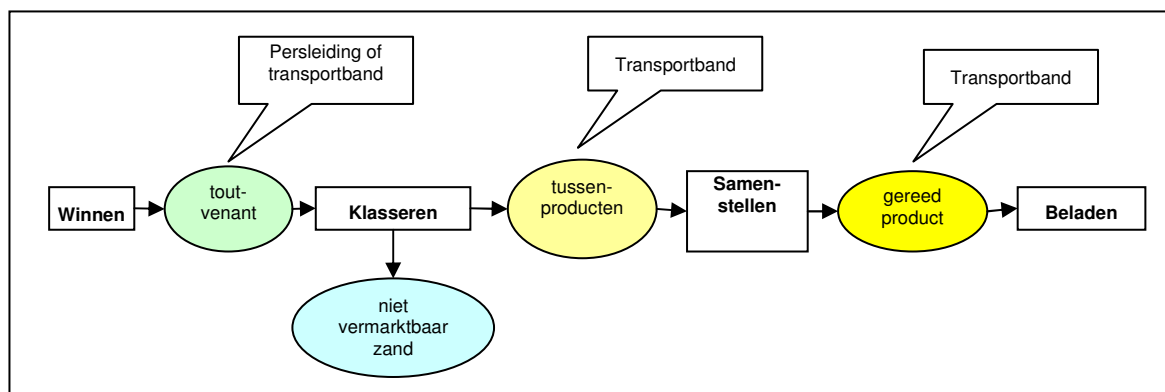 Persleiding of
transportband
Transportband
Transportband
Winnen
tout-
venant
Klasseren
tussen-
producten
Samen-
stellen
gereed
product
Beladen
niet
vermarktbaar
zand